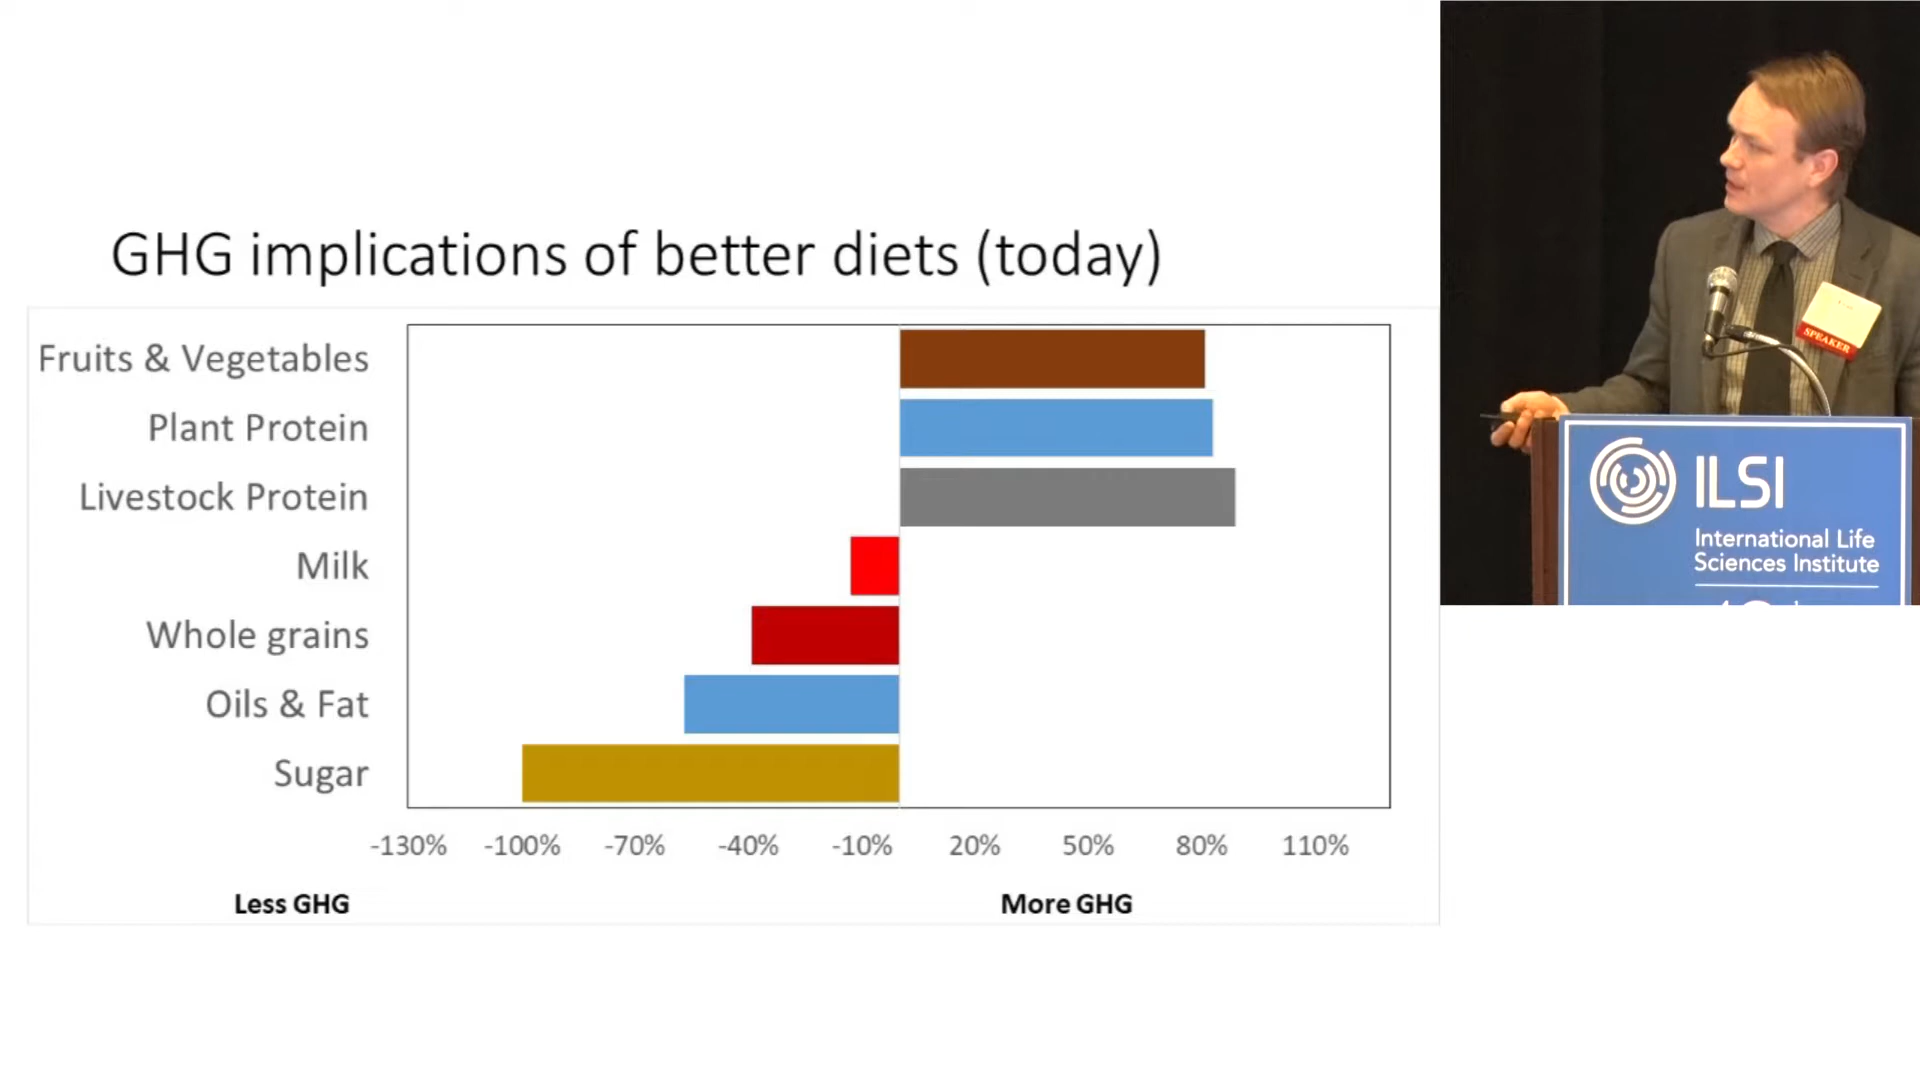 GHG implications of better diets (today)
Fruits & Vegetables
Plant Protein
Livestock Protein
Milk
Whole grains
Oils & Fat
Sugar
-130% -100% -70% -40% -10% 20% 50% 80% 110%
Less GHG More GHG
SPEAKER
ILSI
International Life
Sciences Institute